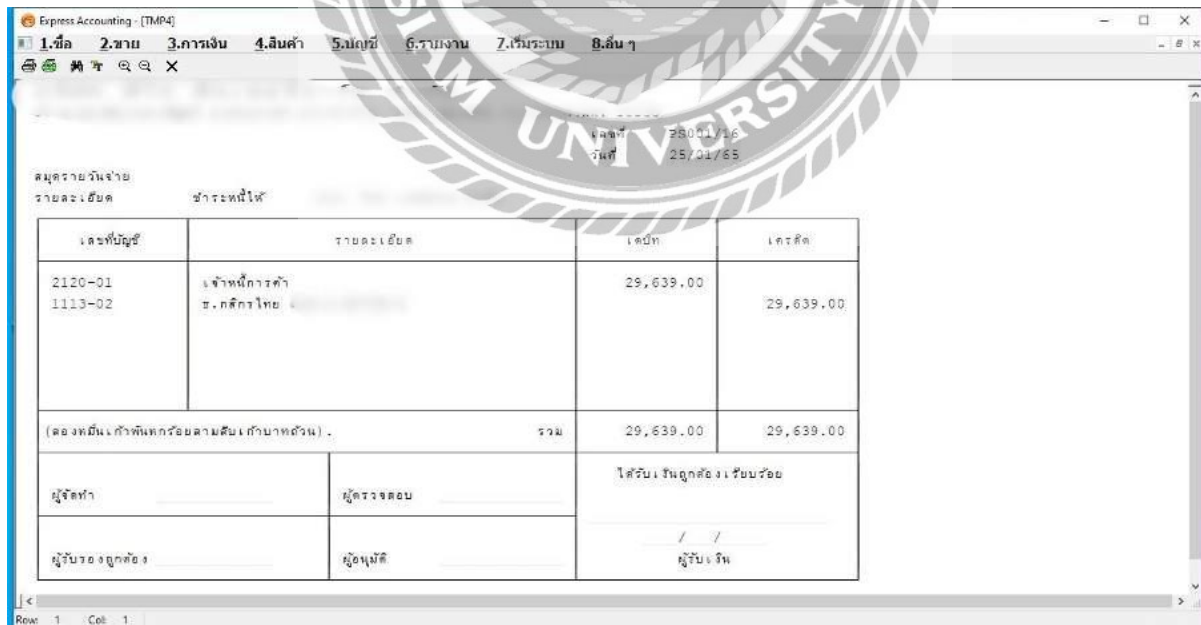 Express Accounting - [TMP4]
1.ซื้อ 2.ขาย 3.การเงิน 4.สินค้า 5.บัญชี 6.รายงาน 7.เริ่มระบบ 8.อื่น ๆ
SIAM UNIVERSITY
เลขที่ PS001/16
วันที่ 25/01/65
สมุดรายวันจ่าย
รายละเอียด ชำระหนี้ให้
เลขที่บัญชี รายละเอียด เดบิท เครดิต
2120-01 เจ้าหนี้การค้า 29,639.00
1113-02 ธ.กสิกรไทย 29,639.00
(สองหมื่นเก้าพันหกร้อยสามสิบเก้าบาทถ้วน). รวม 29,639.00 29,639.00
ได้รับเงินถูกต้องเรียบร้อย
ผู้จัดทำ ผู้ตรวจสอบ
/ /
ผู้รับรองถูกต้อง ผู้อนุมัติ ผู้รับเงิน
Row: 1 Col: 1